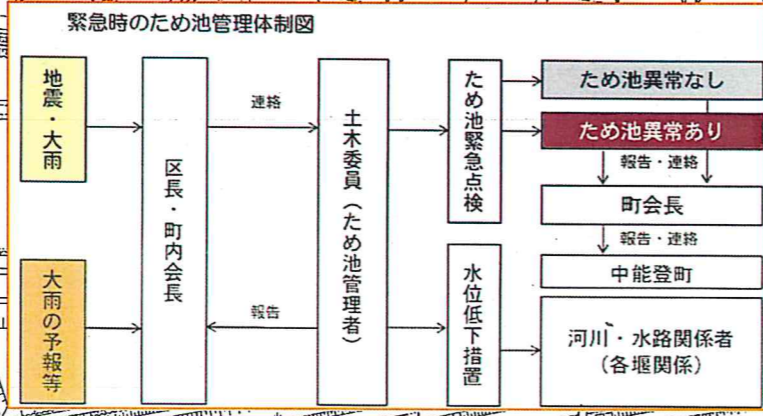 緊急時のため池管理体制図
地震・大雨
大雨の予報等
区長・町内会長
連絡
報告
土木委員（ため池管理者）
ため池緊急点検
水位低下措置
ため池異常なし
ため池異常あり
報告・連絡
町会長
報告・連絡
中能登町
河川・水路関係者
（各堰関係）